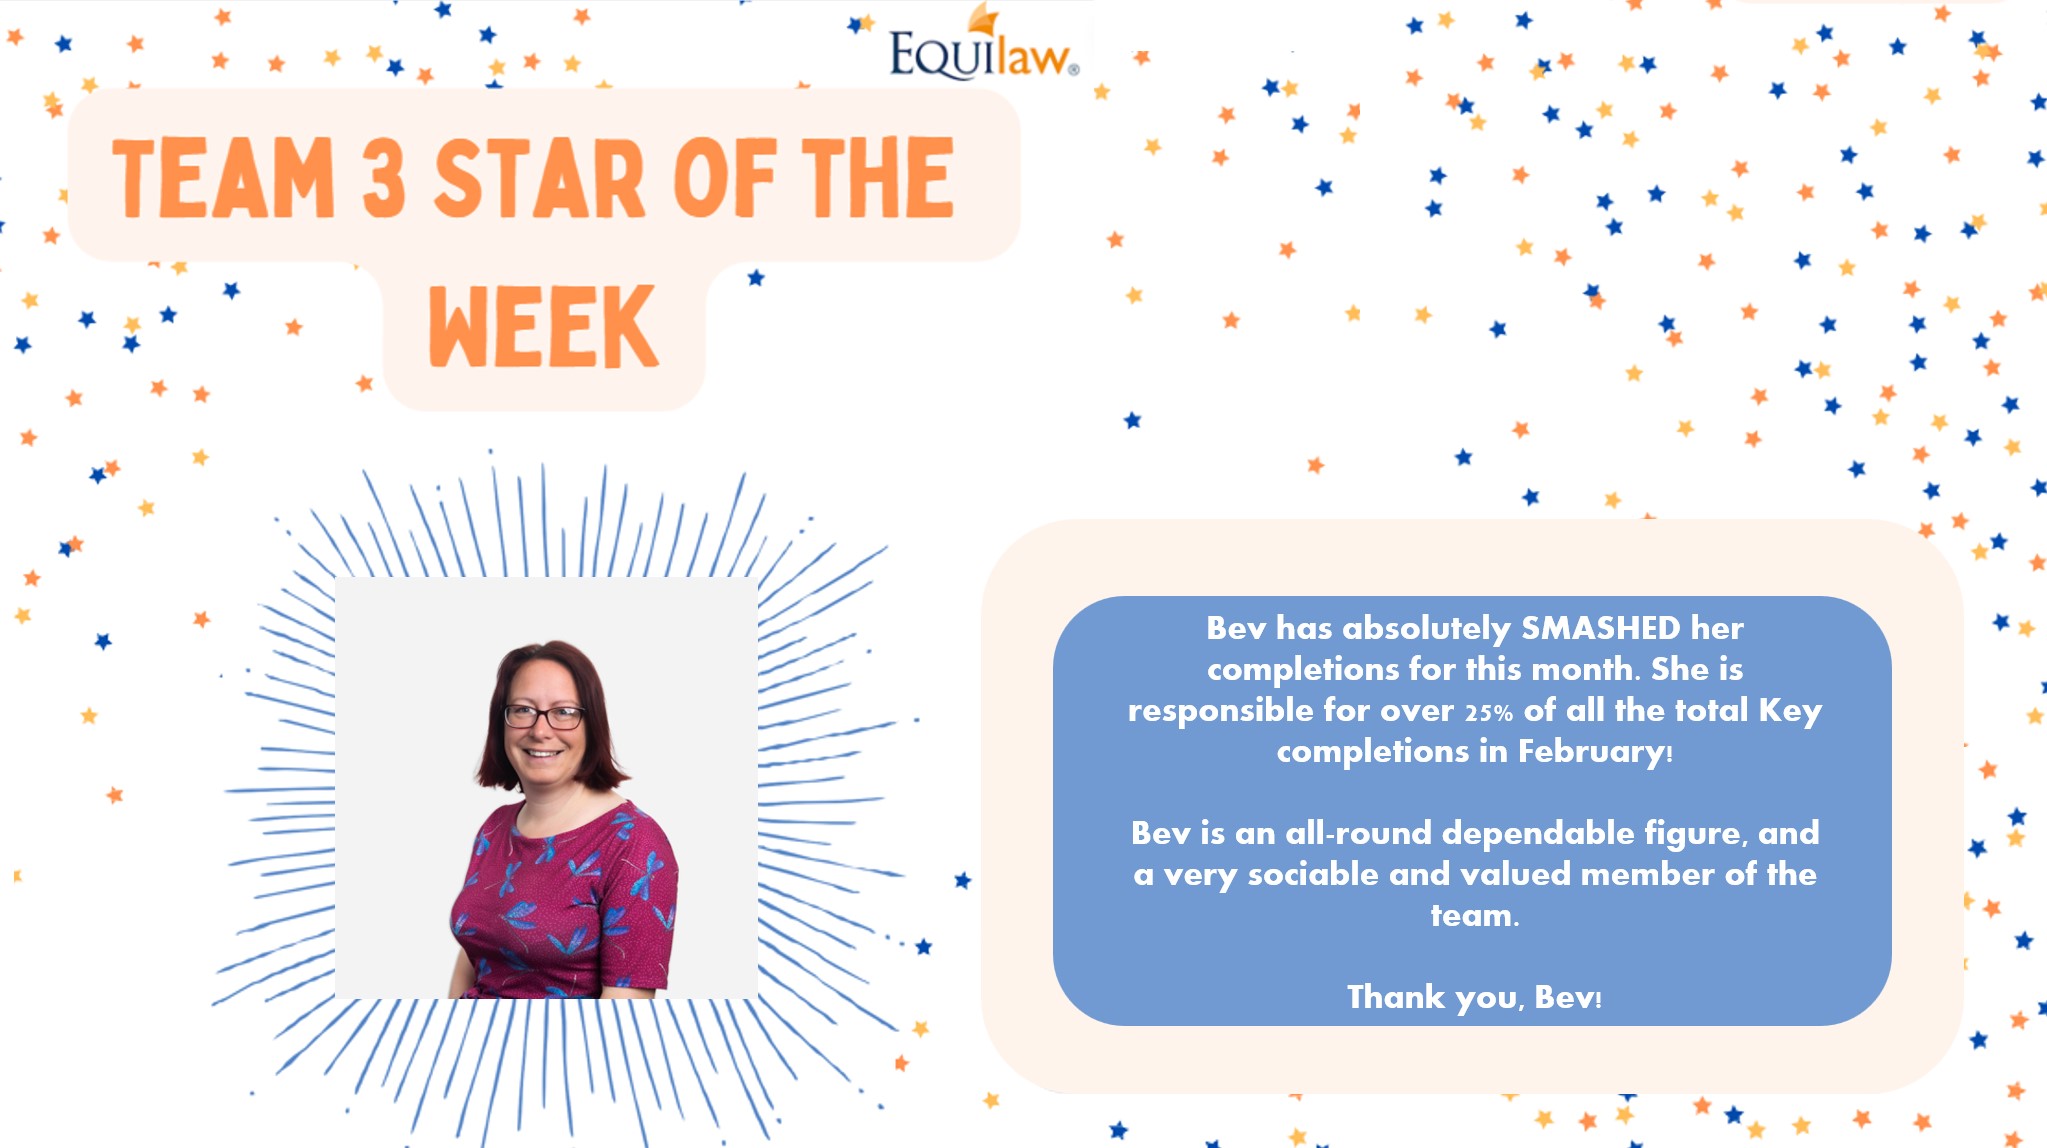 EQUIlaw®
TEAM 3 STAR OF THE
WEEK
Bev has absolutely SMASHED her
completions for this month. She is
responsible for over 25% of all the total Key
completions in February!
Bev is an all-round dependable figure, and
a very sociable and valued member of the
team.
Thank you, Bev!